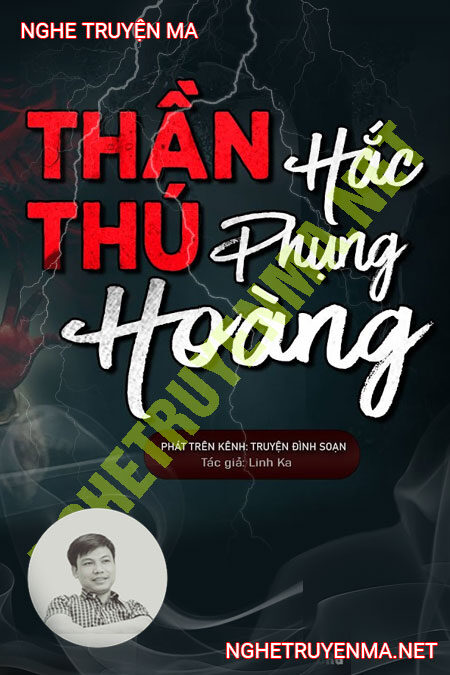 NGHE TRUYỆN MA
THẦN Hắc
THÚ Phụng
Hoàng
NGHETRUYENMA.NET
PHÁT TRÊN KÊNH: TRUYỆN ĐÌNH SOẠN
Tác giả: Linh Ka
NGHETRUYENMA.NET